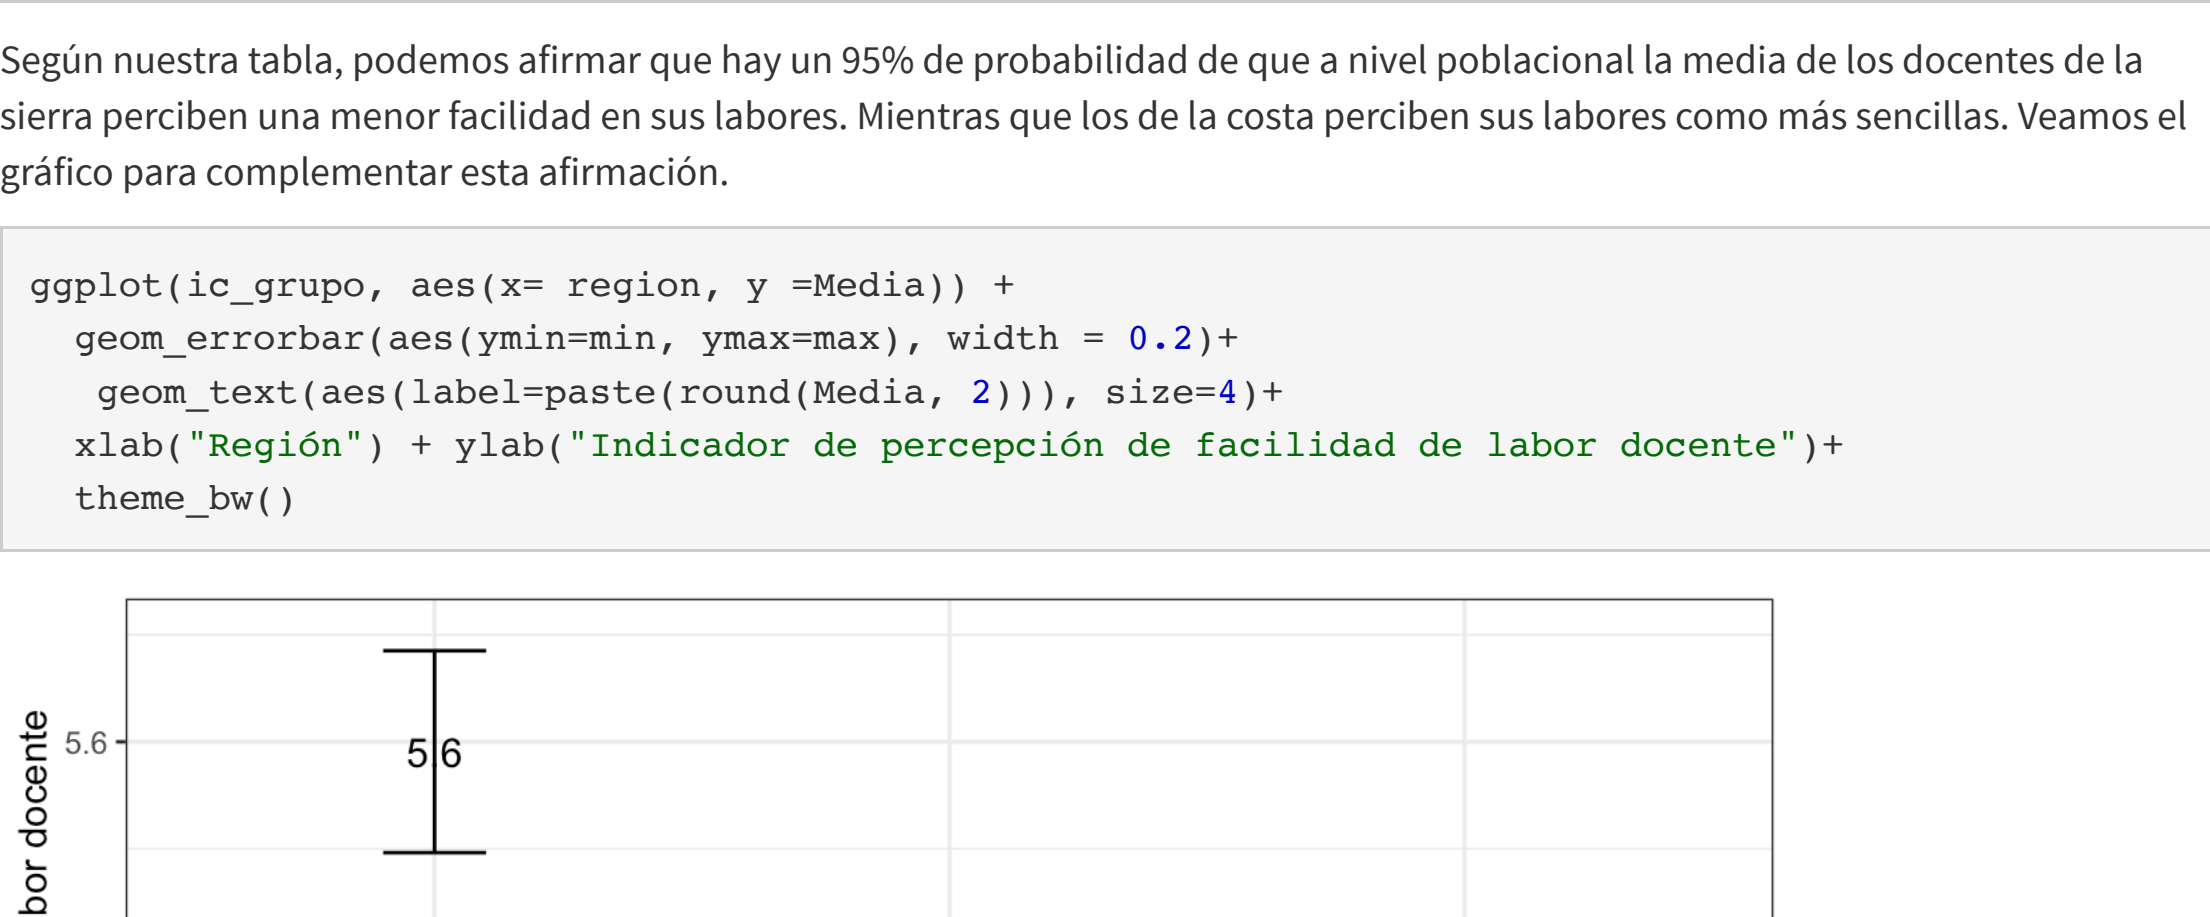 Según nuestra tabla, podemos afirmar que hay un 95% de probabilidad de que a nivel poblacional la media de los docentes de la
sierra perciben una menor facilidad en sus labores. Mientras que los de la costa perciben sus labores como más sencillas. Veamos el
gráfico para complementar esta afirmación.
ggplot(ic_grupo, aes(x= region, y =Media)) +
  geom_errorbar(aes(ymin=min, ymax=max), width = 0.2)+
   geom_text(aes(label=paste(round(Media, 2))), size=4)+
  xlab("Región") + ylab("Indicador de percepción de facilidad de labor docente")+
  theme_bw()
bor docente
5.6
5.6